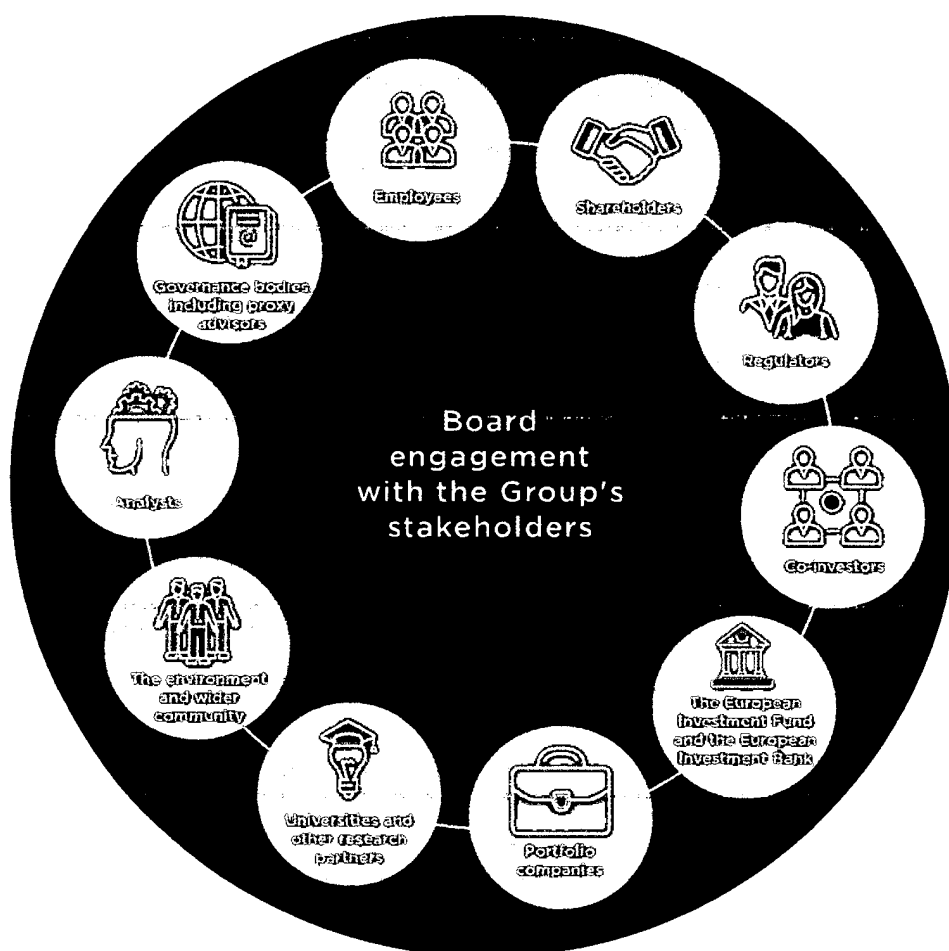 Employees
Shareholders
Governance bodies
including proxy
advisors
@
Regulators
Board
engagement
with the Group's
stakeholders
Analysts
Co-investors
The environment
and wider
community
The European
Investment Fund
and the European
Investment Bank
Universities and
other research
partners
Portfolio
companies